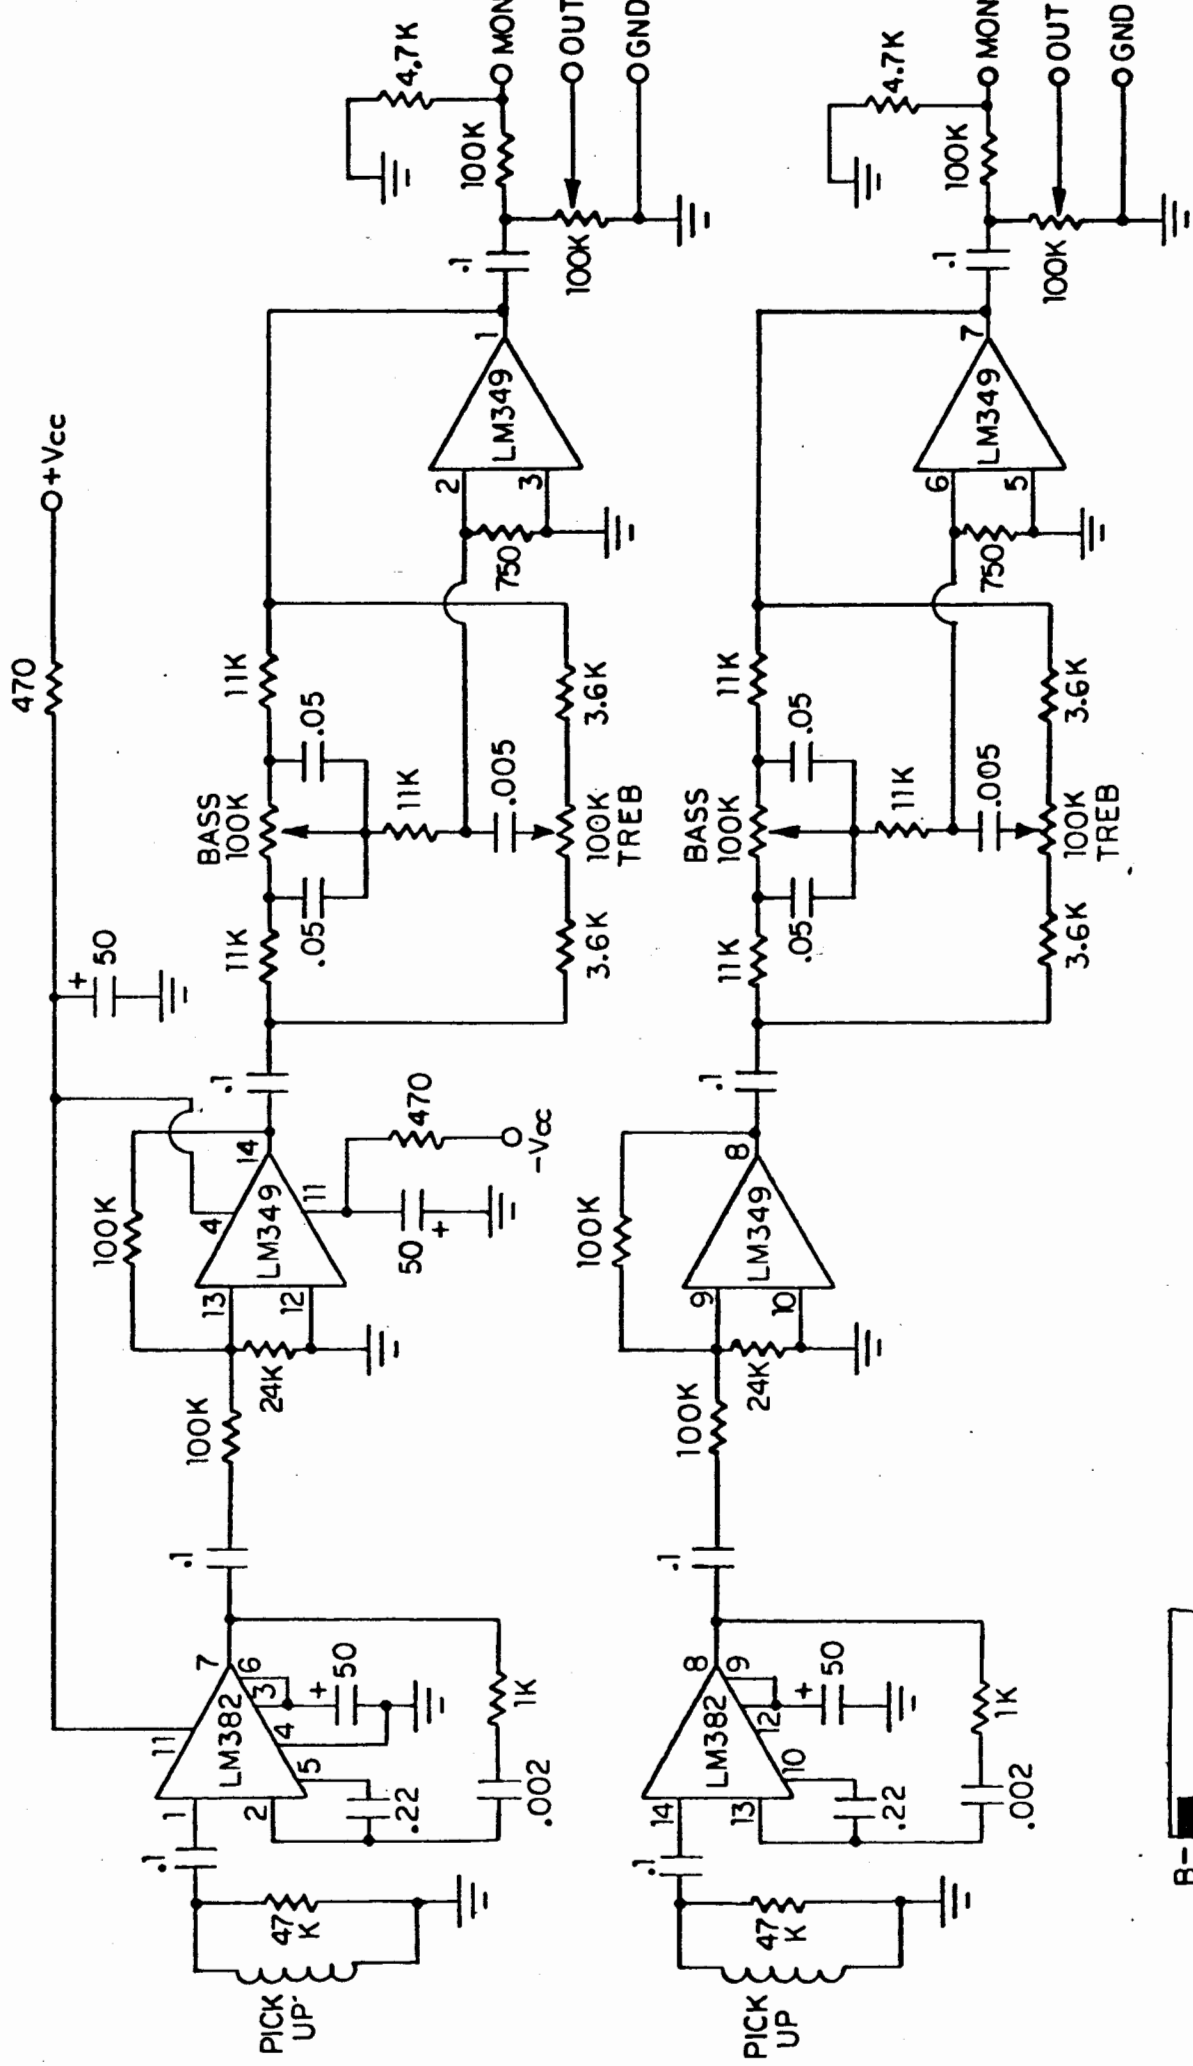 470
+Vcc
+
50
11
PICK
UP
47
K
.1
1
2
LM382
7
6
3
4
5
+
50
.22
.002
1K
.1
100K
24K
100K
13
12
LM349
4
14
11
50
+
470
-Vcc
.1
11K
BASS
100K
11K
.05
.05
11K
.005
3.6K
100K
TREB
3.6K
750
2
3
LM349
1
.1
100K
100K
4.7K
MON
OUT
GND
PICK
UP
47
K
.1
14
13
LM382
8
9
12
10
+
50
.22
.002
1K
.1
100K
24K
100K
9
10
LM349
8
.1
11K
BASS
100K
11K
.05
.05
11K
.005
3.6K
100K
TREB
3.6K
750
6
5
LM349
7
.1
100K
100K
4.7K
MON
OUT
GND